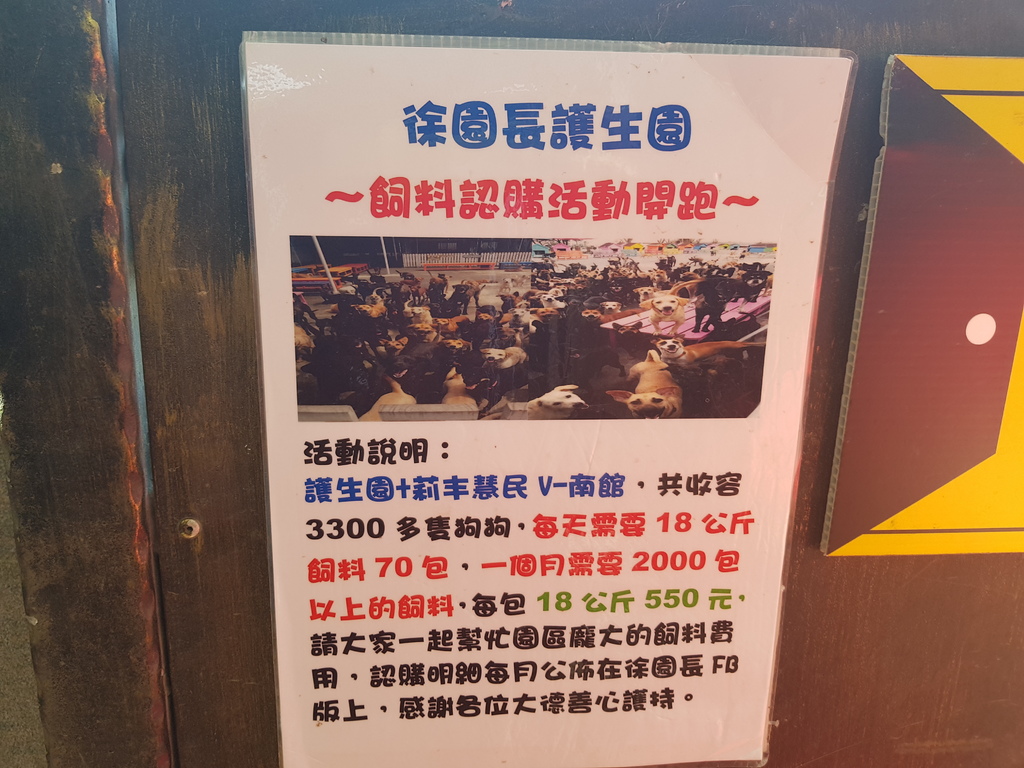 徐園長護生園
～飼料認購活動開跑～
活動說明：
護生園+莉丰慧民 V-南館，共收容
3300 多隻狗狗，每天需要 18 公斤
飼料 70 包，一個月需要 2000 包
以上的飼料，每包 18 公斤 550 元，
請大家一起幫忙園區龐大的飼料費
用，認購明細每月公佈在徐園長 FB
版上，感謝各位大德善心護持。